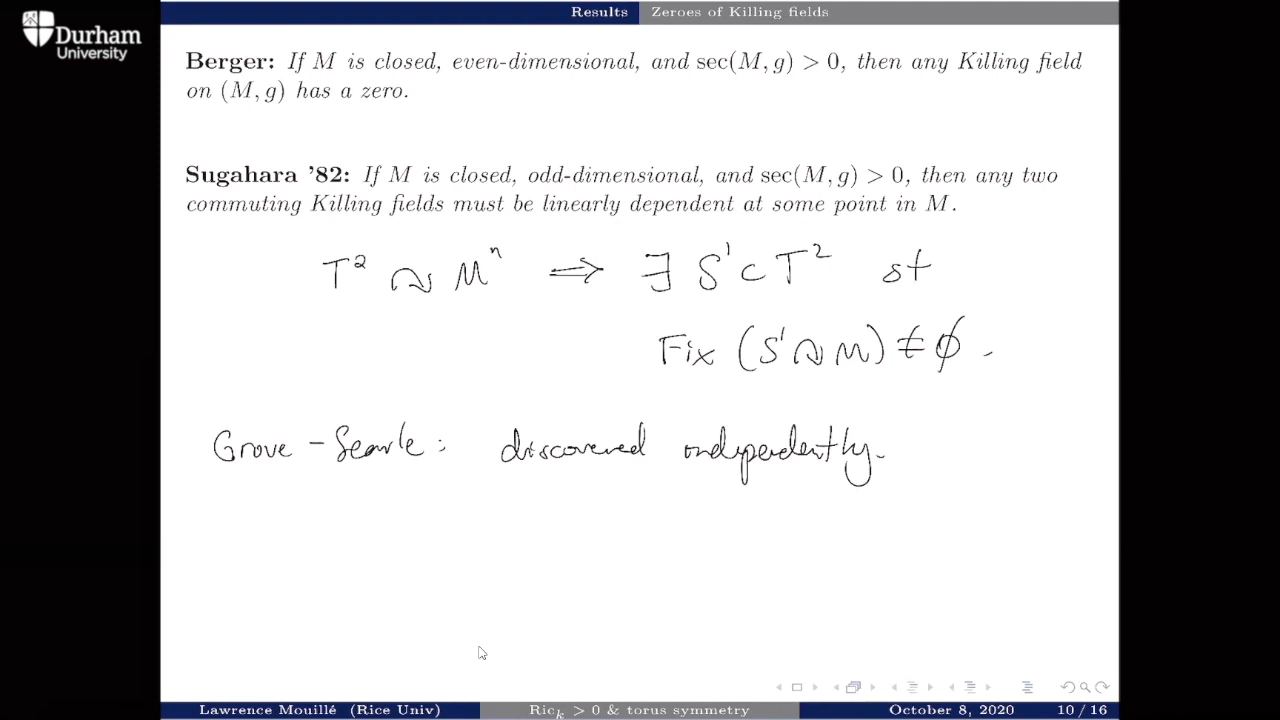 Durham
University
Results Zeroes of Killing fields
Berger: If M is closed, even-dimensional, and sec(M, g) > 0, then any Killing field
on (M, g) has a zero.
Sugahara '82: If M is closed, odd-dimensional, and sec(M, g) > 0, then any two
commuting Killing fields must be linearly dependent at some point in M.
T² ↷ Mⁿ ⟹ ∃ S¹ ⊂ T² st
Fix (S¹ ↷ M) ≠ ∅.
Grove - Searle: discovered independently.
Lawrence Mouillé (Rice Univ) Ricₖ > 0 & torus symmetry October 8, 2020 10 / 16